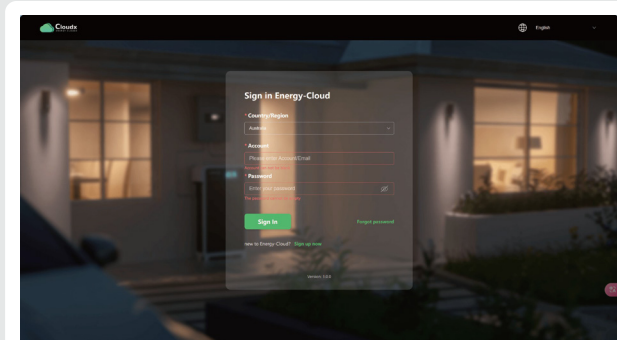 Cloudx
English
Sign in Energy-Cloud
* Country/Region
Australia
* Account
Please enter Account/Email
* Password
Enter your password
Sign in
Forgot password
new to Energy-Cloud? Sign up now